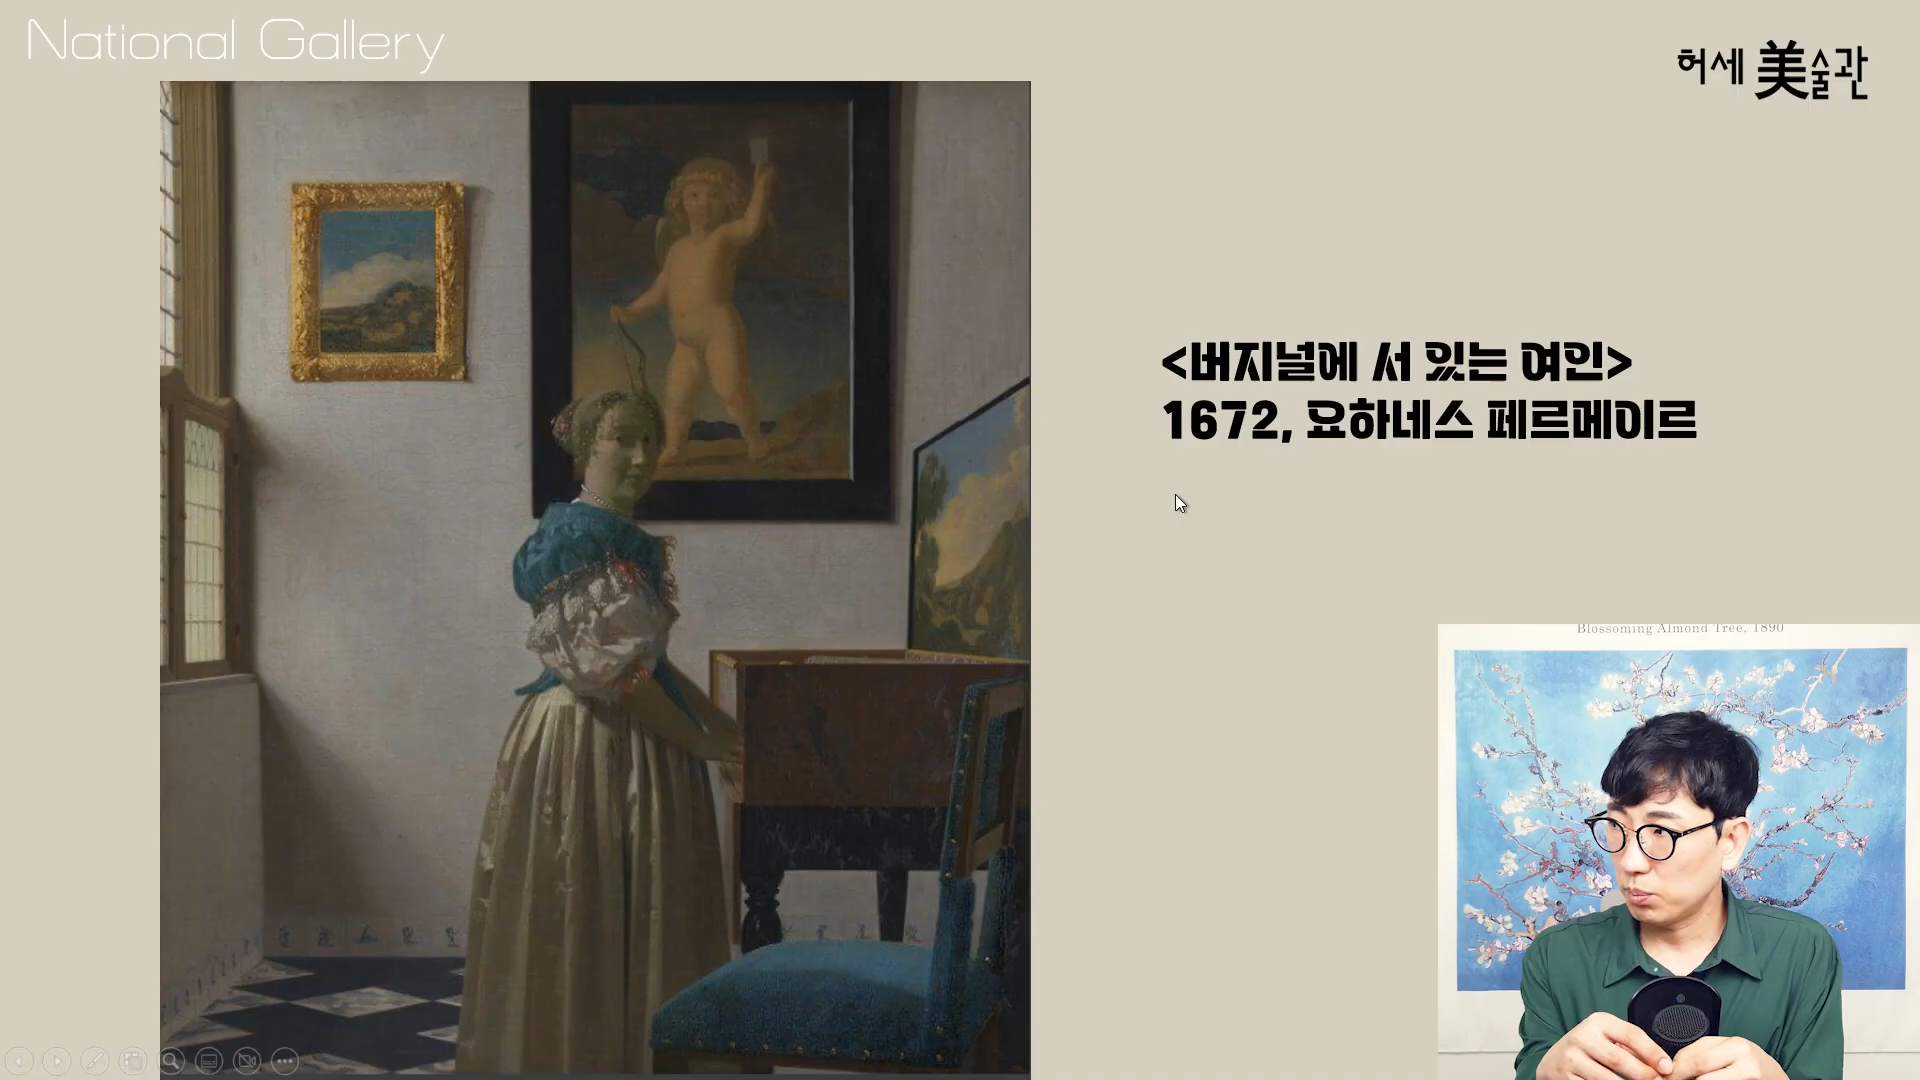 National Gallery
허세 美술관
<버지널에 서 있는 여인>
1672, 요하네스 페르메이르
Blossoming Almond Tree, 1890